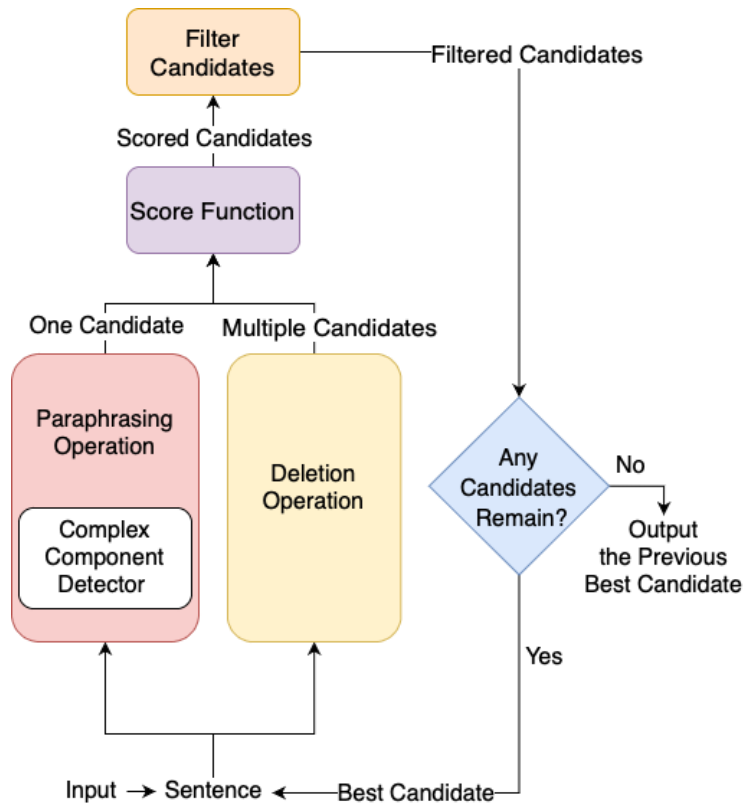 Filter
Candidates
Filtered Candidates
Scored Candidates
Score Function
One Candidate
Multiple Candidates
Paraphrasing
Operation
Complex
Component
Detector
Deletion
Operation
Any
Candidates
Remain?
No
Output
the Previous
Best Candidate
Yes
Input
Sentence
Best Candidate